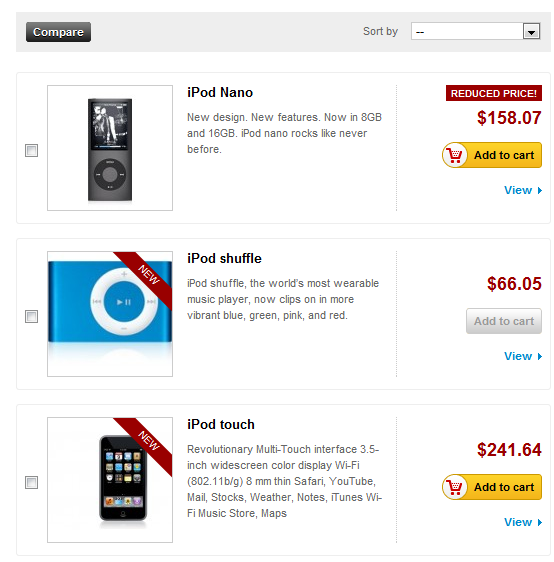 Compare
Sort by
--
iPod Nano
New design. New features. Now in 8GB
and 16GB. iPod nano rocks like never
before.
REDUCED PRICE!
$158.07
Add to cart
View
NEW
iPod shuffle
iPod shuffle, the world's most wearable
music player, now clips on in more
vibrant blue, green, pink, and red.
$66.05
Add to cart
View
MENU
NEW
iPod touch
Revolutionary Multi-Touch interface 3.5-
inch widescreen color display Wi-Fi
(802.11b/g) 8 mm thin Safari, YouTube,
Mail, Stocks, Weather, Notes, iTunes Wi-
Fi Music Store, Maps
$241.64
Add to cart
View